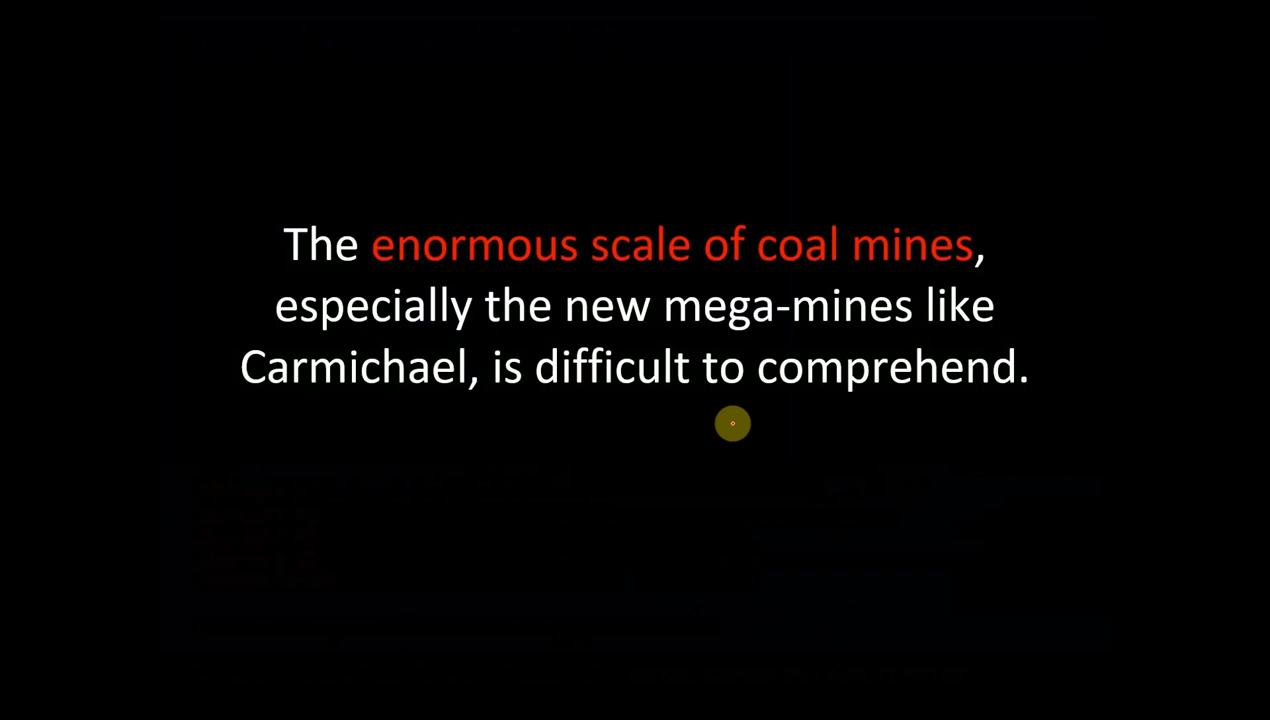 The enormous scale of coal mines,
especially the new mega-mines like
Carmichael, is difficult to comprehend.